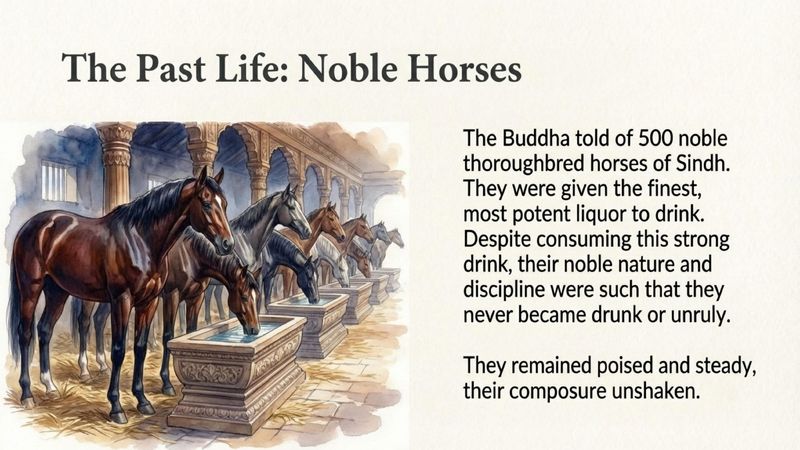 The Past Life: Noble Horses
The Buddha told of 500 noble
thoroughbred horses of Sindh.
They were given the finest,
most potent liquor to drink.
Despite consuming this strong
drink, their noble nature and
discipline were such that they
never became drunk or unruly.
They remained poised and steady,
their composure unshaken.